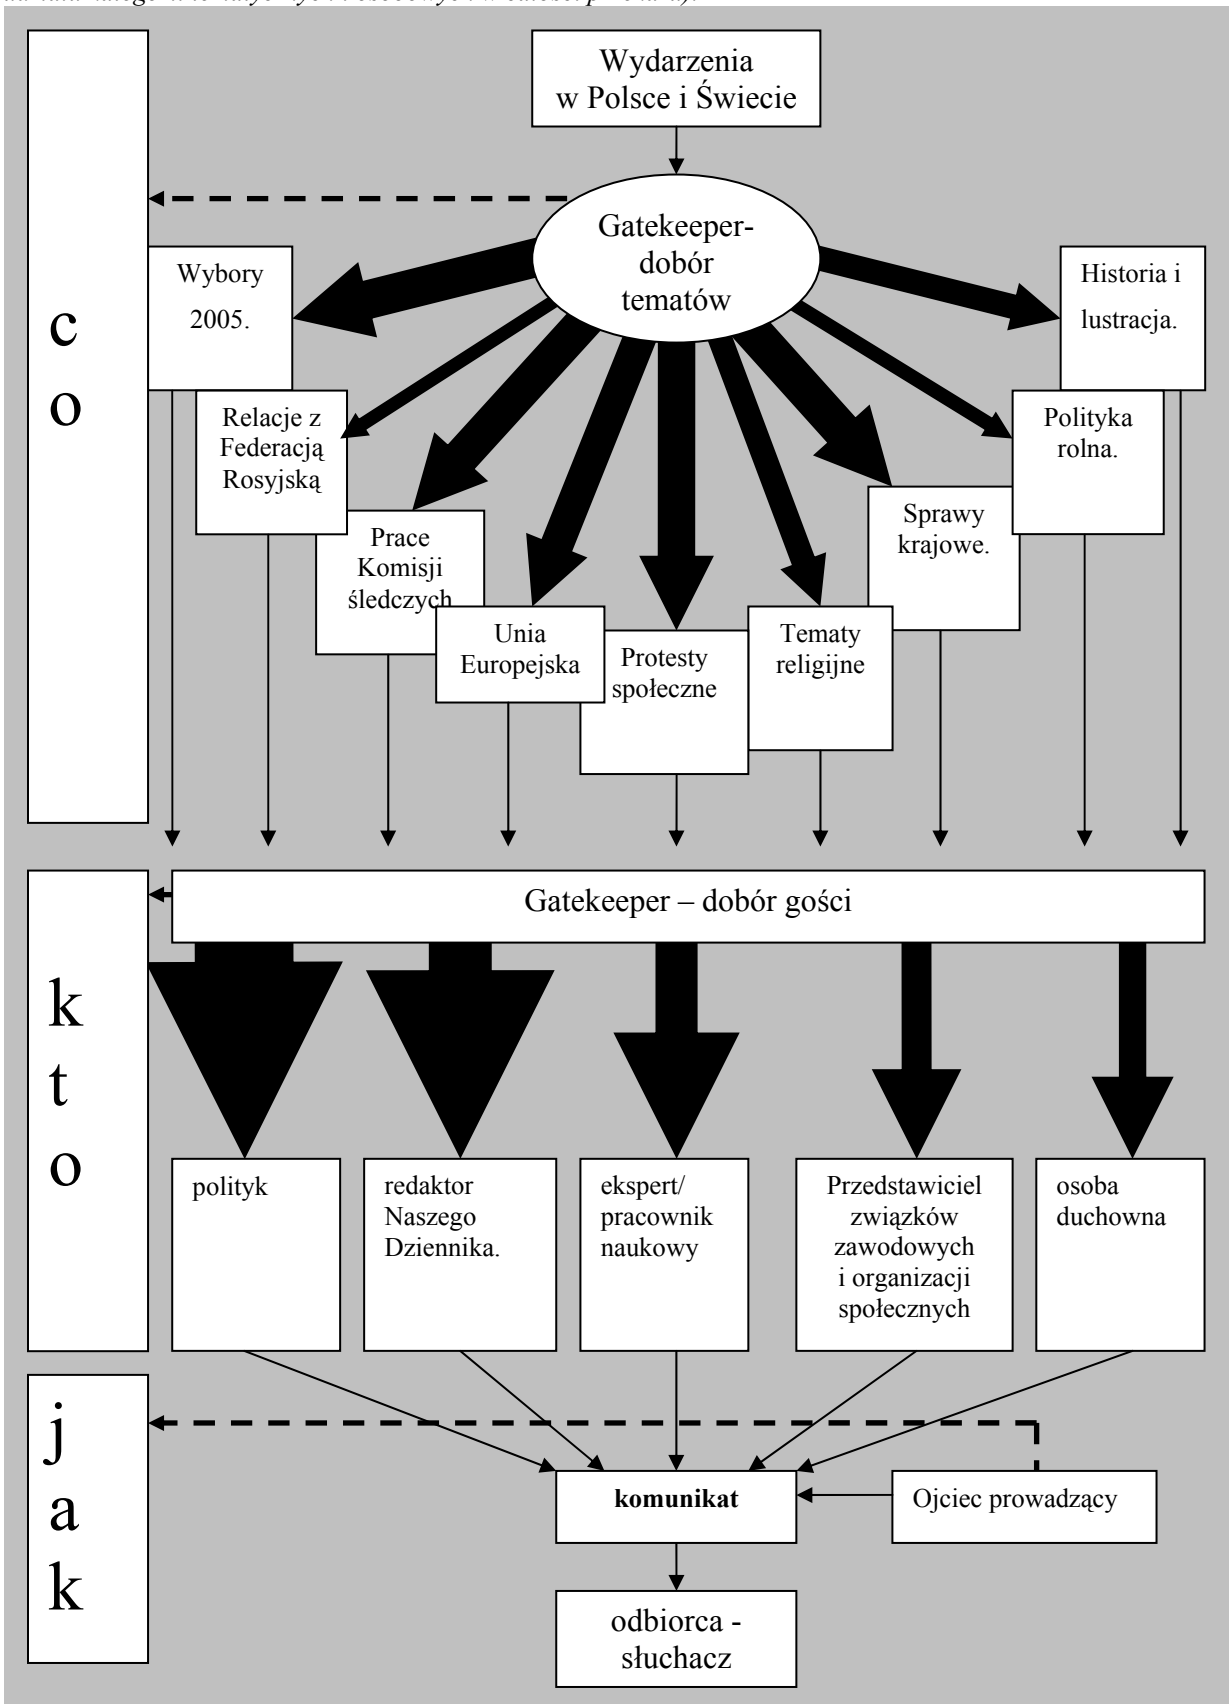 Wydarzenia
w Polsce i Świecie
Gatekeeper-
dobór
tematów
c
o
Wybory
2005.
Historia i
lustracja.
Relacje z
Federacją
Rosyjską
Polityka
rolna.
Prace
Komisji
śledczych
Sprawy
krajowe.
Unia
Europejska
Protesty
społeczne
Tematy
religijne
Gatekeeper – dobór gości
k
t
o
polityk
redaktor
Naszego
Dziennika.
ekspert/
pracownik
naukowy
Przedstawiciel
związków
zawodowych
i organizacji
społecznych
osoba
duchowna
j
a
k
komunikat
Ojciec prowadzący
odbiorca -
słuchacz